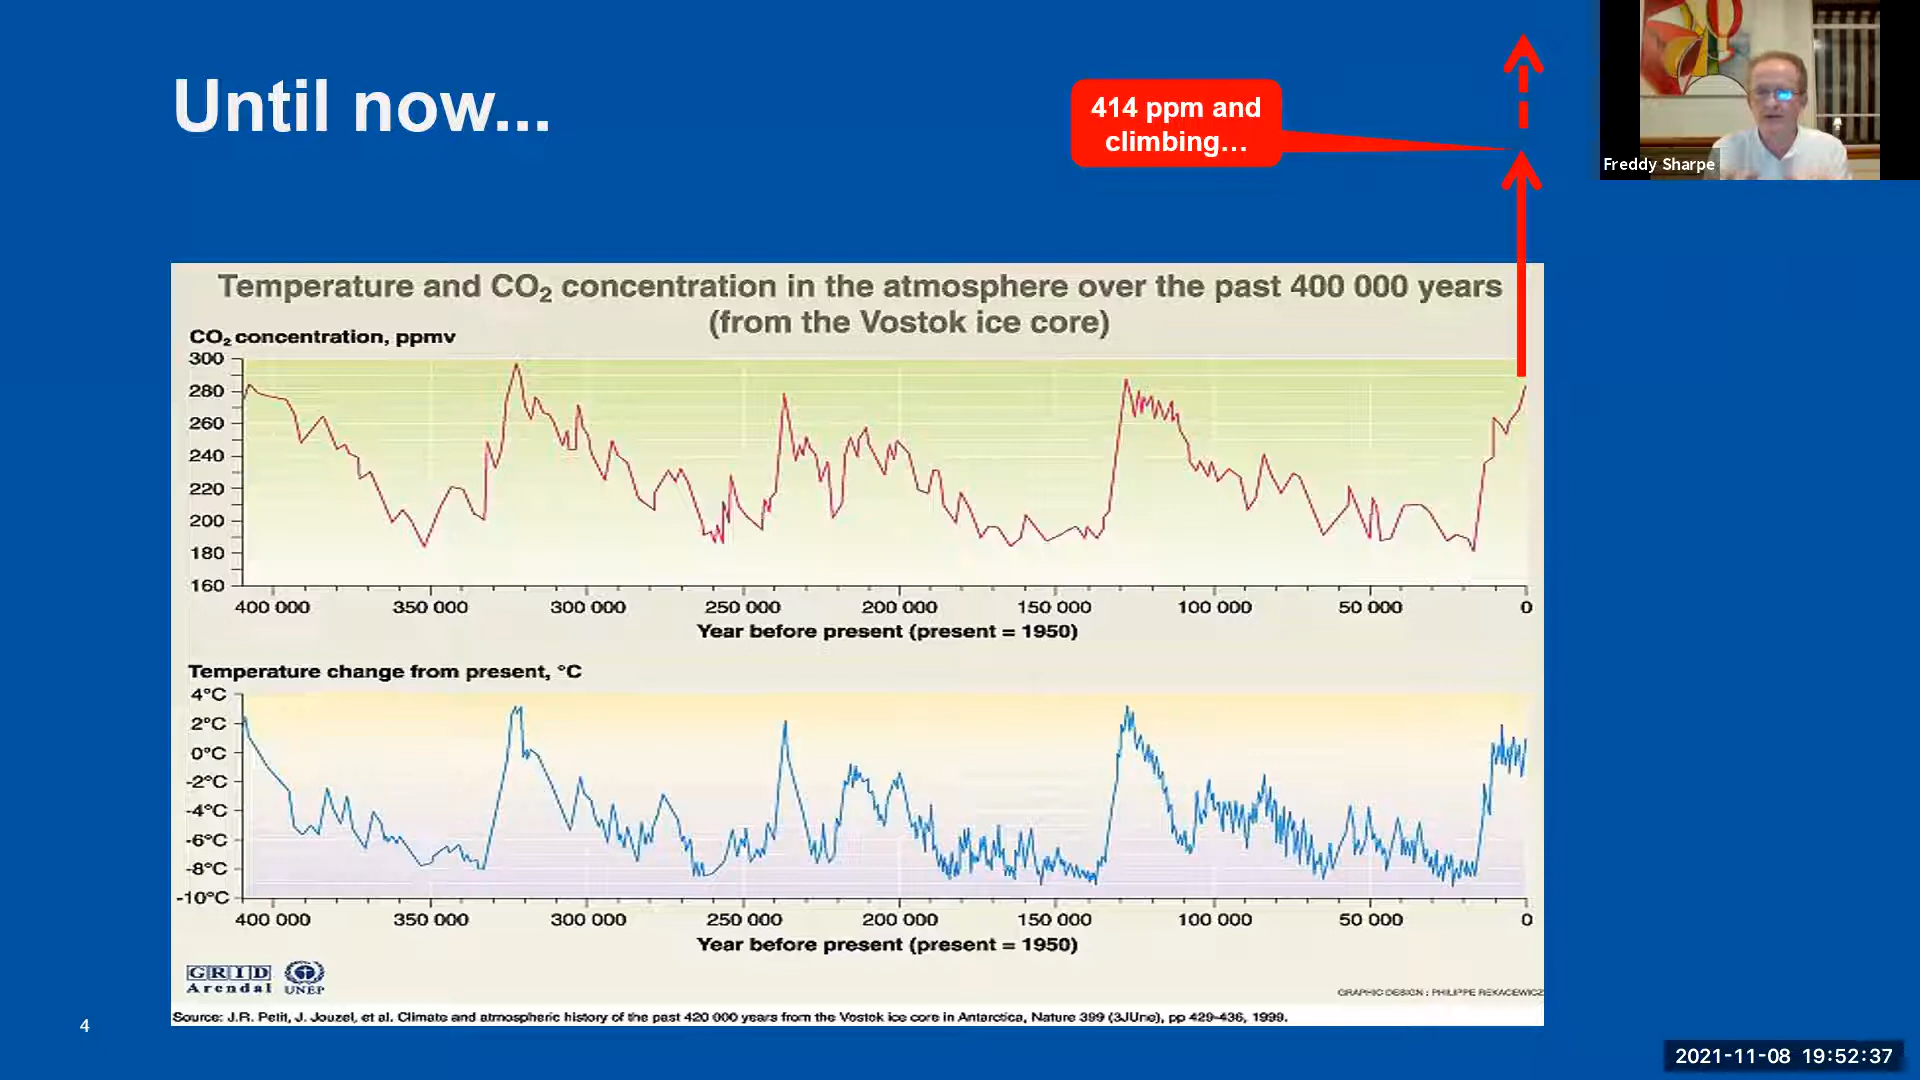 Until now...
414 ppm and
climbing...
Freddy Sharpe
Temperature and CO₂ concentration in the atmosphere over the past 400 000 years
(from the Vostok ice core)
CO₂ concentration, ppmv
300
280
260
240
220
200
180
160
400 000 350 000 300 000 250 000 200 000 150 000 100 000 50 000 0
Year before present (present = 1950)
Temperature change from present, °C
4°C
2°C
0°C
-2°C
-4°C
-6°C
-8°C
-10°C
400 000 350 000 300 000 250 000 200 000 150 000 100 000 50 000 0
Year before present (present = 1950)
GRID
Arendal UNEP
GRAPHIC DESIGN : PHILIPPE REKACEWICZ
Source: J.R. Petit, J. Jouzel, et al. Climate and atmospheric history of the past 420 000 years from the Vostok ice core in Antarctica, Nature 399 (3JUne), pp 429-436, 1999.
4
2021-11-08 19:52:37